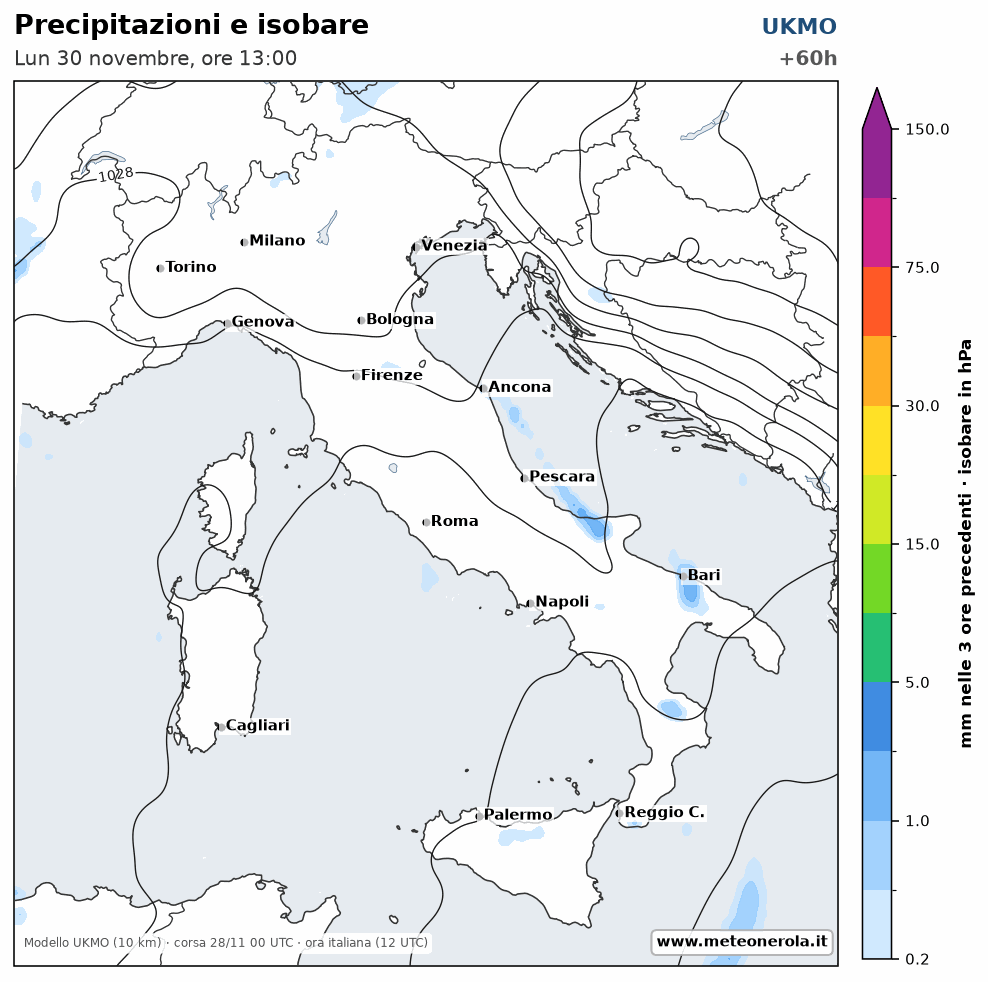 Precipitazioni e isobare
UKMO
Lun 30 novembre, ore 13:00
+60h
1028
Milano
Venezia
Torino
Genova
Bologna
Firenze
Ancona
Pescara
Roma
Bari
Napoli
Cagliari
Palermo
Reggio C.
150.0
75.0
30.0
15.0
5.0
1.0
0.2
mm nelle 3 ore precedenti · isobare in hPa
Modello UKMO (10 km) · corsa 28/11 00 UTC · ora italiana (12 UTC)
www.meteonerola.it